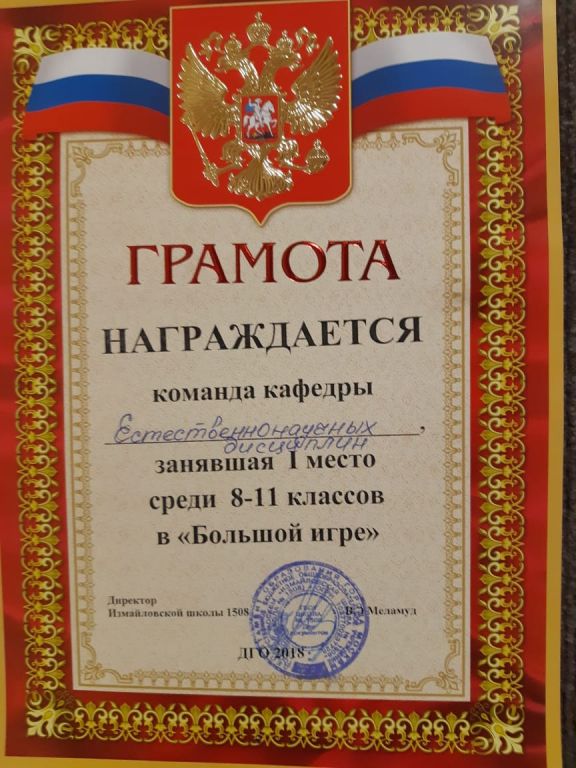 ГРАМОТА
НАГРАЖДАЕТСЯ
команда кафедры
Естественнонаучных
дисциплин,
занявшая I место
среди 8-11 классов
в «Большой игре»
Директор
Измайловской школы 1508 В.Э Меламуд
ДГО 2018